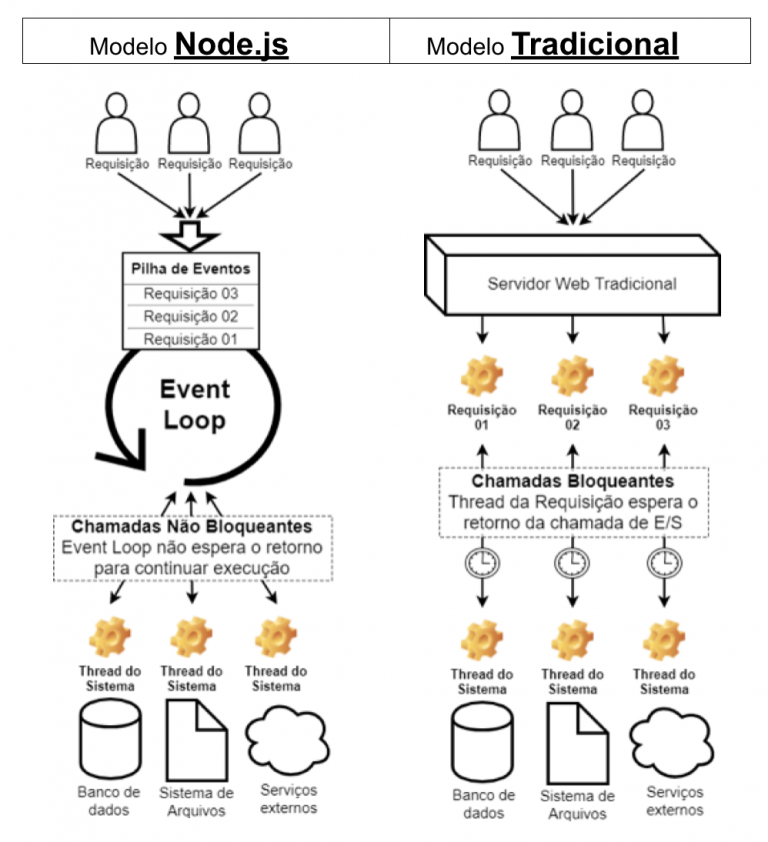 Modelo Node.js
Modelo Tradicional
Requisição Requisição Requisição
Pilha de Eventos
Requisição 03
Requisição 02
Requisição 01
Event
Loop
Chamadas Não Bloqueantes
Event Loop não espera o retorno
para continuar execução
Thread do Thread do Thread do
Sistema Sistema Sistema
Banco de Sistema de Serviços
dados Arquivos externos
Requisição Requisição Requisição
Servidor Web Tradicional
Requisição Requisição Requisição
01 02 03
Chamadas Bloqueantes
Thread da Requisição espera o
retorno da chamada de E/S
Thread do Thread do Thread do
Sistema Sistema Sistema
Banco de Sistema de Serviços
dados Arquivos externos